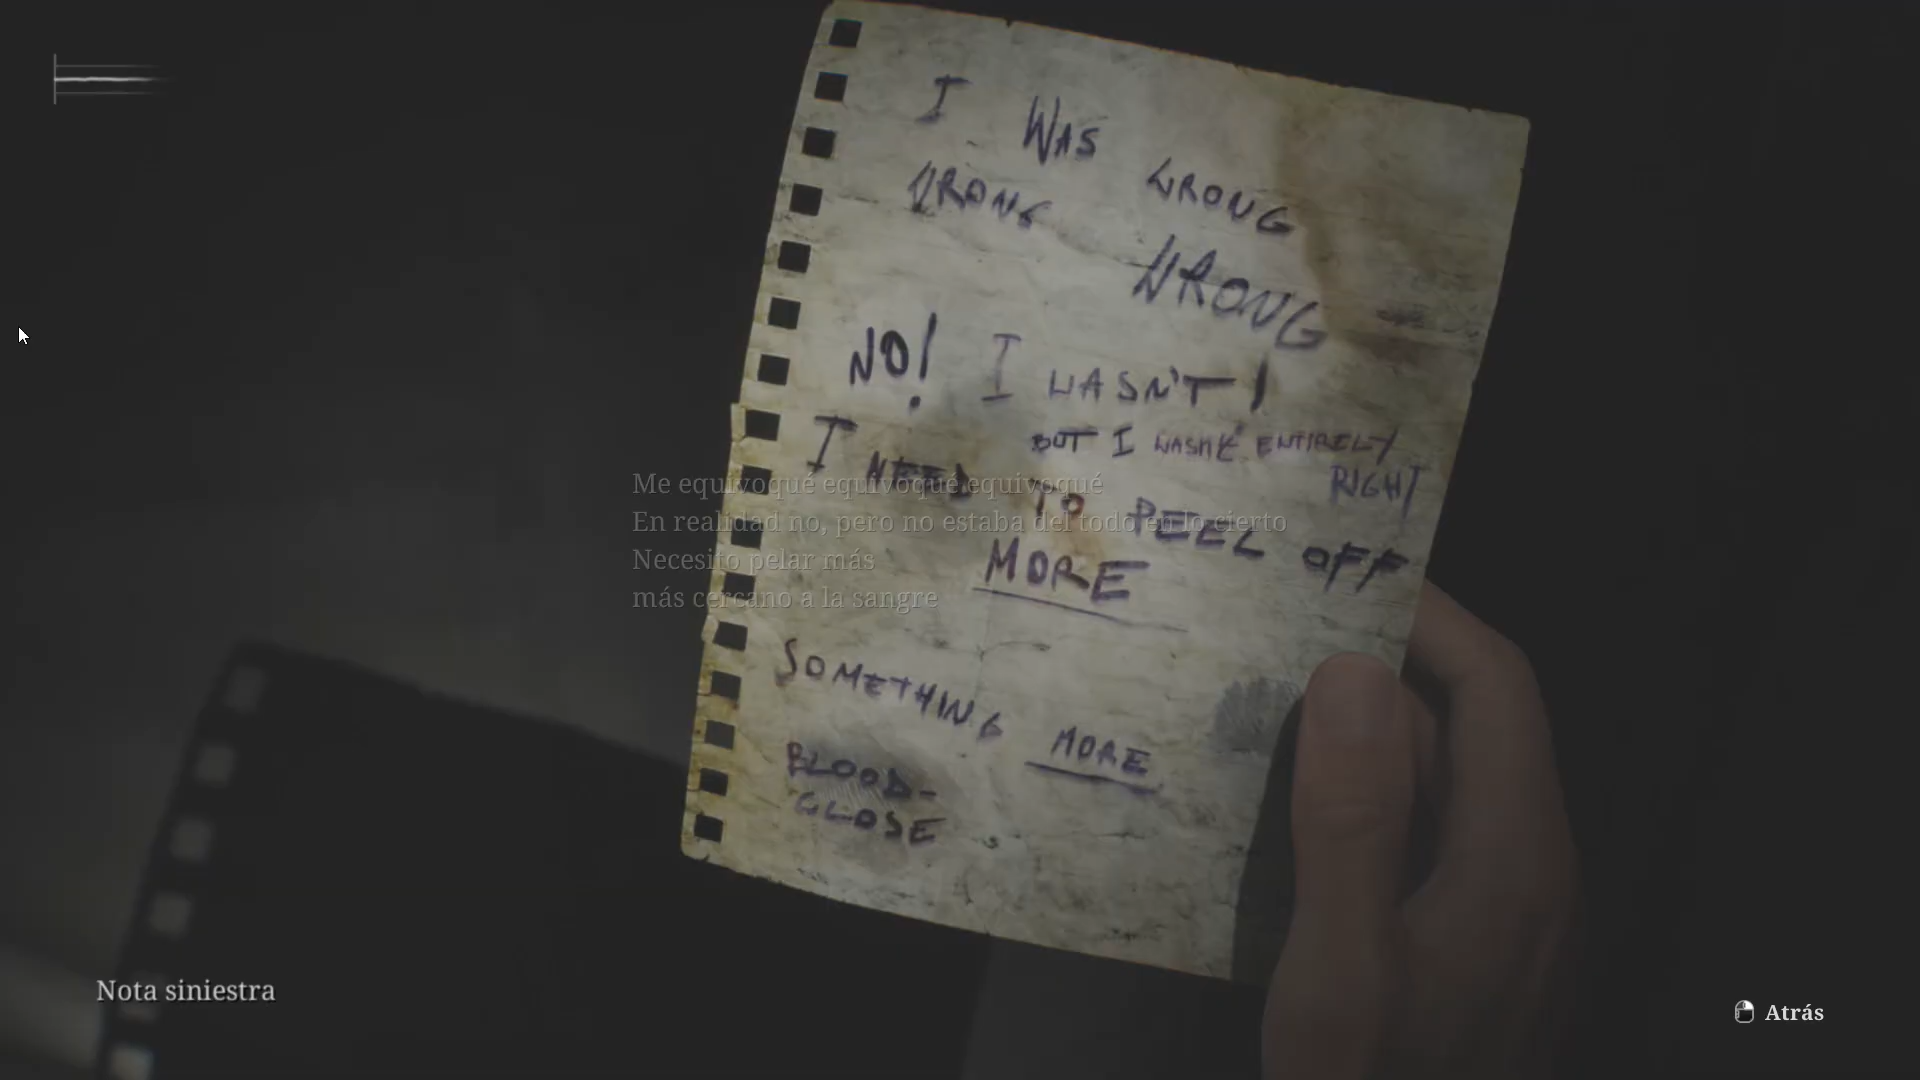 I WAS WRONG
WRONG
WRONG
NO! I WASN'T!
BUT I WASN'T ENTIRELY
RIGHT
I NEED TO PEEL OFF
MORE
SOMETHING MORE
BLOOD-
CLOSE
Me equivoqué equivoqué equivoqué
En realidad no, pero no estaba del todo en lo cierto
Necesito pelar más
más cercano a la sangre
Nota siniestra
Atrás